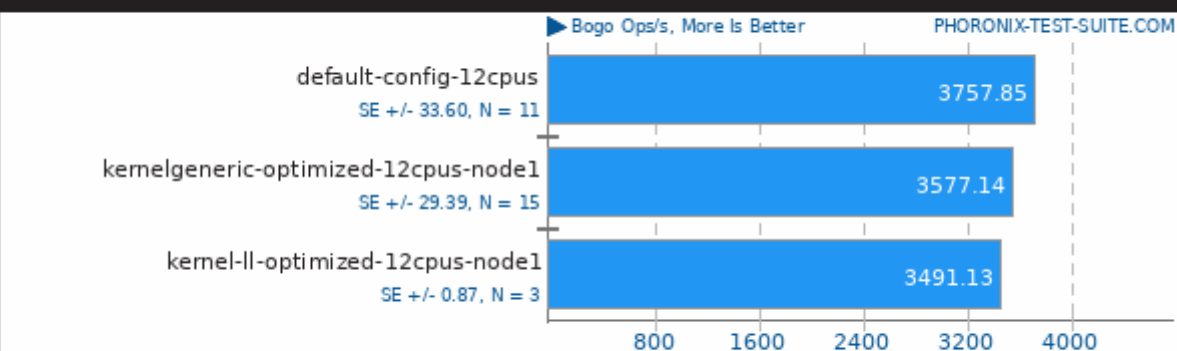 Bogo Ops/s, More Is Better PHORONIX-TEST-SUITE.COM
default-config-12cpus
SE +/- 33.60, N = 11
3757.85
kernelgeneric-optimized-12cpus-node1
SE +/- 29.39, N = 15
3577.14
kernel-ll-optimized-12cpus-node1
SE +/- 0.87, N = 3
3491.13
800 1600 2400 3200 4000